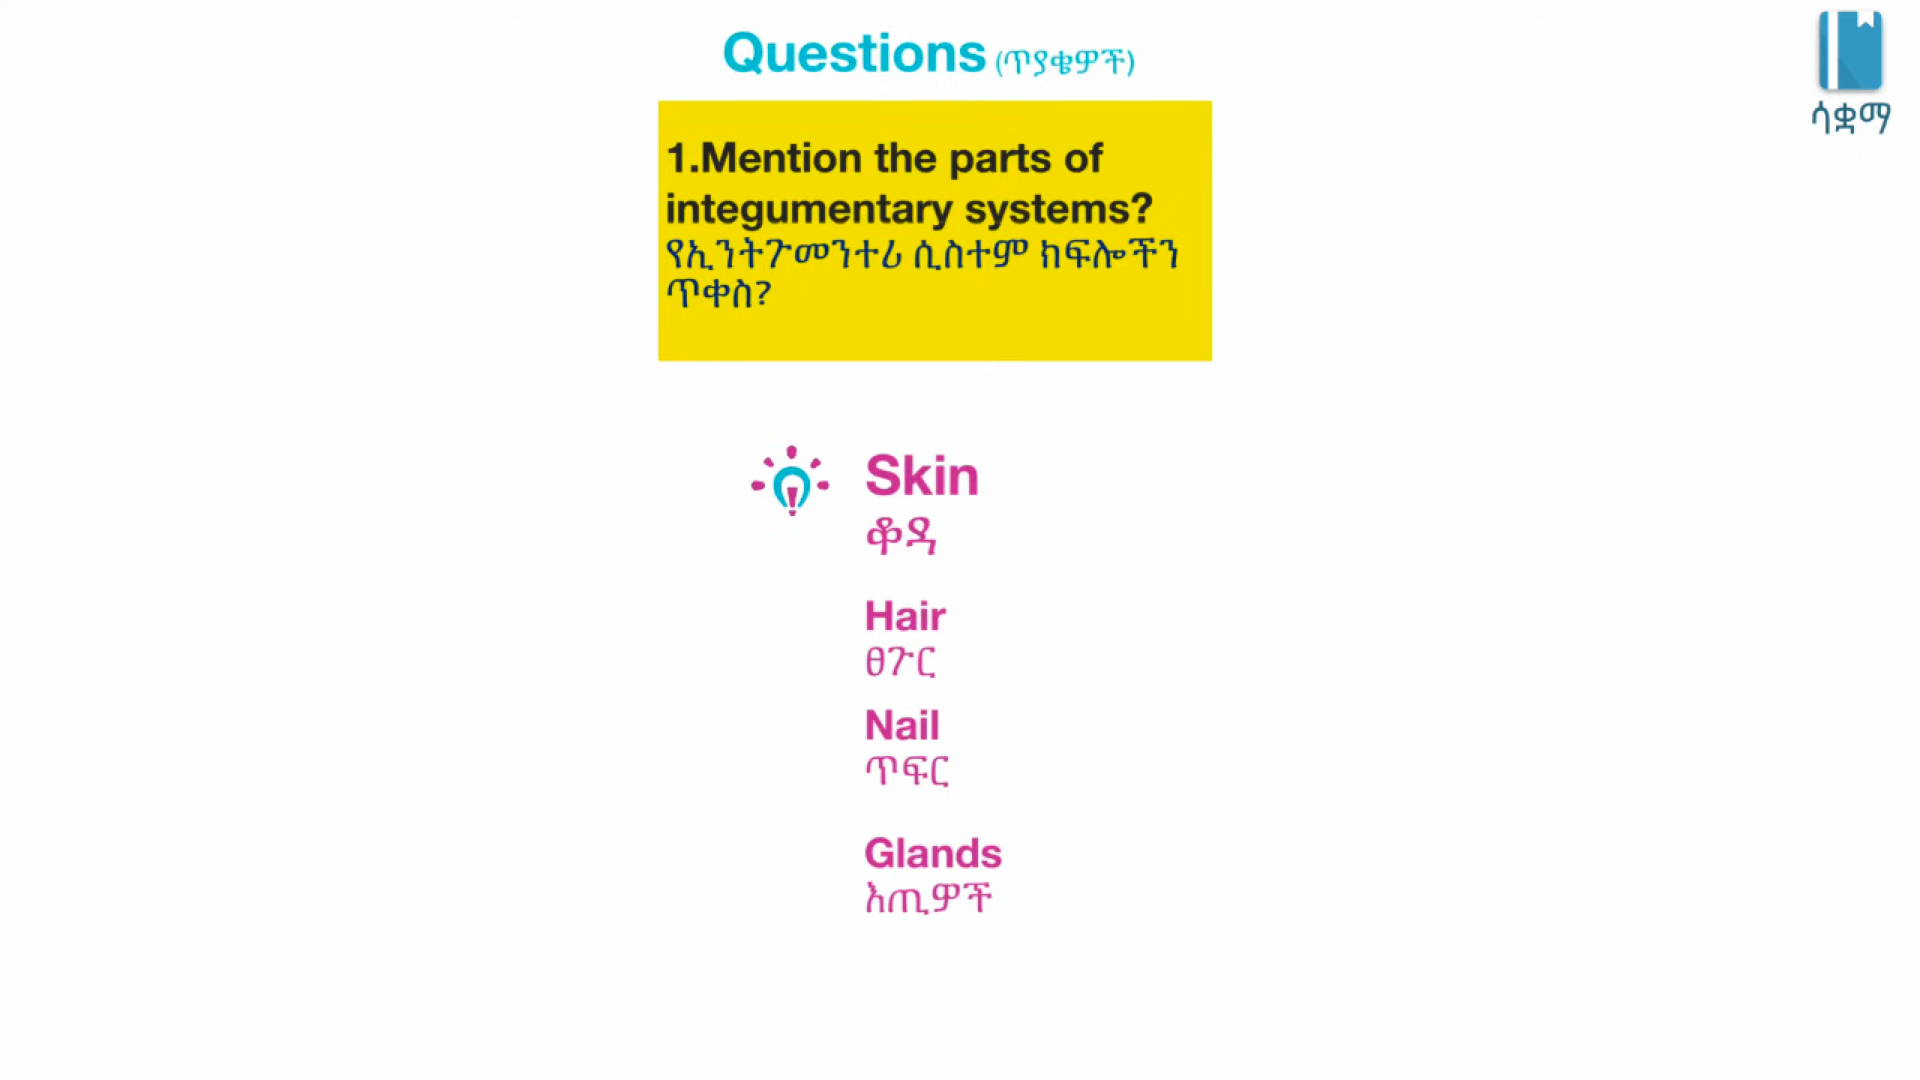 Questions (ጥያቄዎች)
ሳቋማ
1.Mention the parts of
integumentary systems?
የኢንትጉመንተሪ ሲስተም ክፍሎችን
ጥቀስ?
Skin
ቆዳ
Hair
ፀጉር
Nail
ጥፍር
Glands
እጢዎች